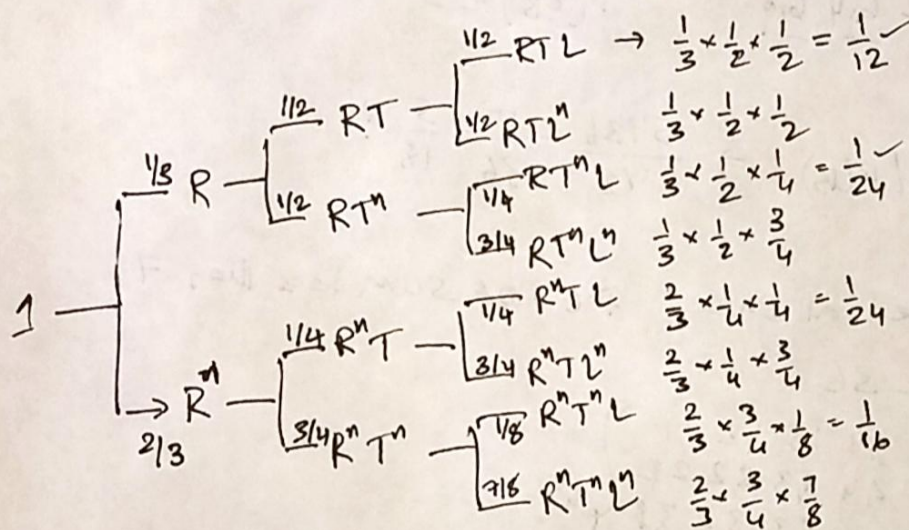 1/2 RTL → 1/3 × 1/2 × 1/2 = 1/12 ✓
1/2 RT
1/2 RTLⁿ 1/3 × 1/2 × 1/2
1/3 R
1/4 RTⁿL 1/3 × 1/2 × 1/4 = 1/24 ✓
1/2 RTⁿ
3/4 RTⁿLⁿ 1/3 × 1/2 × 3/4
1
1/4 RⁿTL 2/3 × 1/4 × 1/4 = 1/24
1/4 RⁿT
3/4 RⁿTLⁿ 2/3 × 1/4 × 3/4
→ Rⁿ
2/3
1/8 RⁿTⁿL 2/3 × 3/4 × 1/8 = 1/16
3/4 RⁿTⁿ
7/8 RⁿTⁿLⁿ 2/3 × 3/4 × 7/8